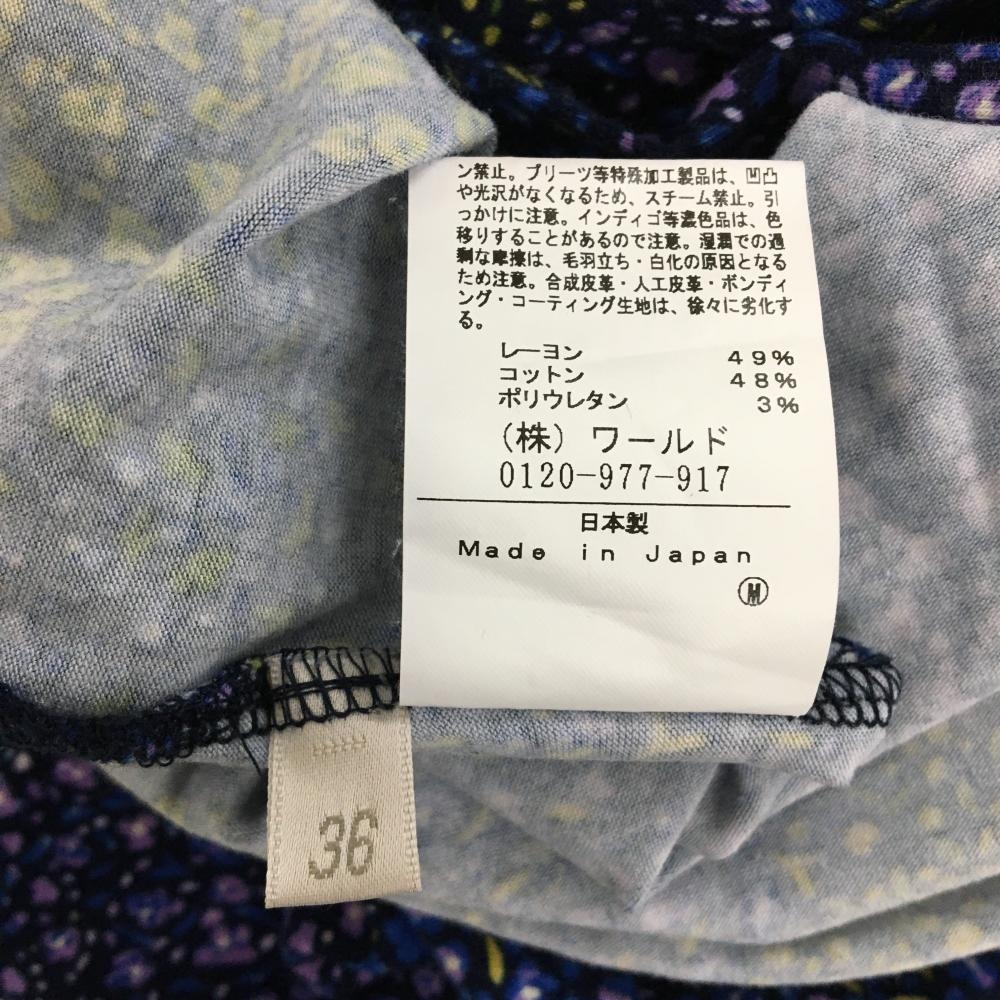 ン禁止。プリーツ等特殊加工製品は、凹凸
や光沢がなくなるため、スチーム禁止。引
っかけに注意。インディゴ等濃色品は、色
移りすることがあるので注意。湿潤での過
剰な摩擦は、毛羽立ち・白化の原因となる
ため注意。合成皮革・人工皮革・ボンディ
ング・コーティング生地は、徐々に劣化す
る。
レーヨン 49%
コットン 48%
ポリウレタン 3%
(株) ワールド
0120-977-917
日本製
Made in Japan
Ⓜ
36